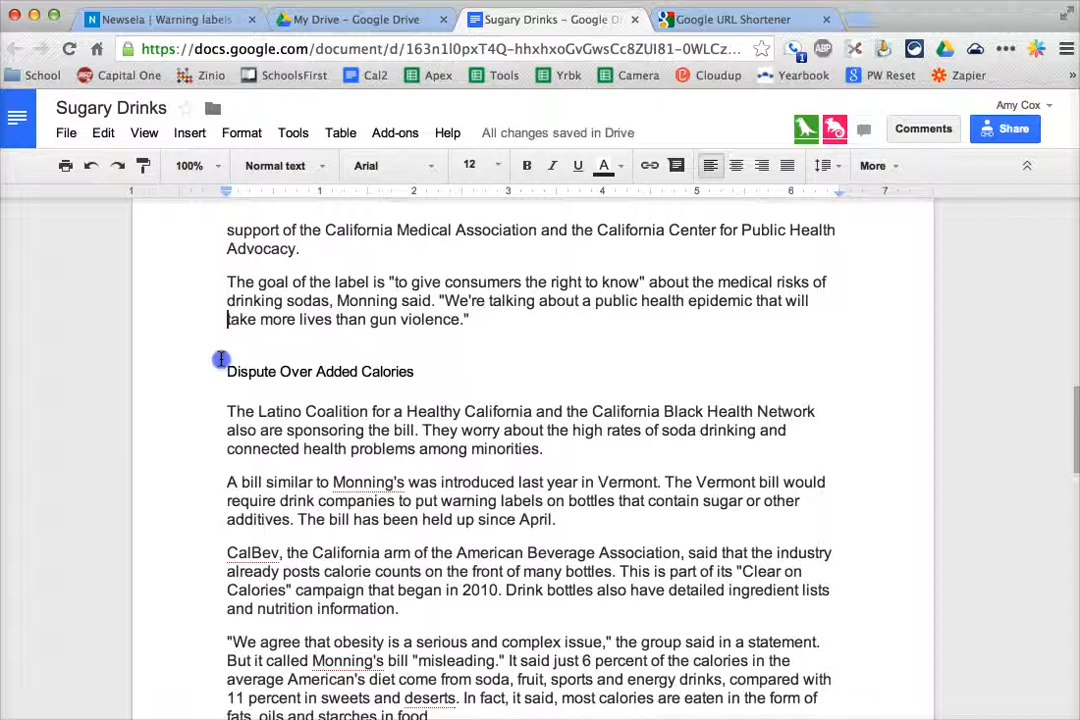 Newsela | Warning labels
My Drive – Google Drive
Sugary Drinks – Google D
Google URL Shortener
https://docs.google.com/document/d/163n1l0pxT4Q-hhxhxoGvGwsCc8ZUI81-0WLCz...
School Capital One Zinio SchoolsFirst Cal2 Apex Tools Yrbk Camera Cloudup Yearbook PW Reset Zapier »
Sugary Drinks
Amy Cox
File Edit View Insert Format Tools Table Add-ons Help All changes saved in Drive
Comments
Share
100% Normal text Arial 12 B I U A More
1 1 2 3 4 5 6 7
support of the California Medical Association and the California Center for Public Health
Advocacy.
The goal of the label is "to give consumers the right to know" about the medical risks of
drinking sodas, Monning said. "We're talking about a public health epidemic that will
take more lives than gun violence."
Dispute Over Added Calories
The Latino Coalition for a Healthy California and the California Black Health Network
also are sponsoring the bill. They worry about the high rates of soda drinking and
connected health problems among minorities.
A bill similar to Monning's was introduced last year in Vermont. The Vermont bill would
require drink companies to put warning labels on bottles that contain sugar or other
additives. The bill has been held up since April.
CalBev, the California arm of the American Beverage Association, said that the industry
already posts calorie counts on the front of many bottles. This is part of its "Clear on
Calories" campaign that began in 2010. Drink bottles also have detailed ingredient lists
and nutrition information.
"We agree that obesity is a serious and complex issue," the group said in a statement.
But it called Monning's bill "misleading." It said just 6 percent of the calories in the
average American's diet come from soda, fruit, sports and energy drinks, compared with
11 percent in sweets and deserts. In fact, it said, most calories are eaten in the form of
fats, oils and starches in food.